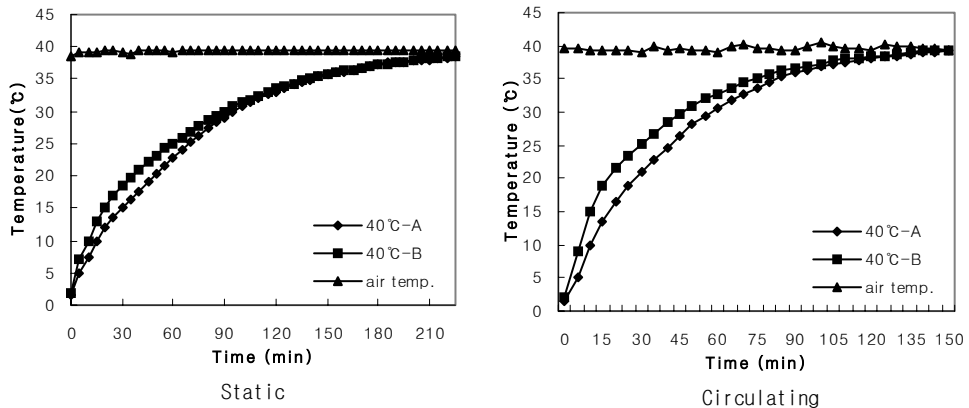 Temperature(℃)
45
40
35
30
25
20
15
10
5
0
40℃-A
40℃-B
air temp.
0 30 60 90 120 150 180 210
Time (min)
Static
Temperature (℃)
45
40
35
30
25
20
15
10
5
0
40℃-A
40℃-B
air temp.
0 15 30 45 60 75 90 105 120 135 150
Time (min)
Circulating